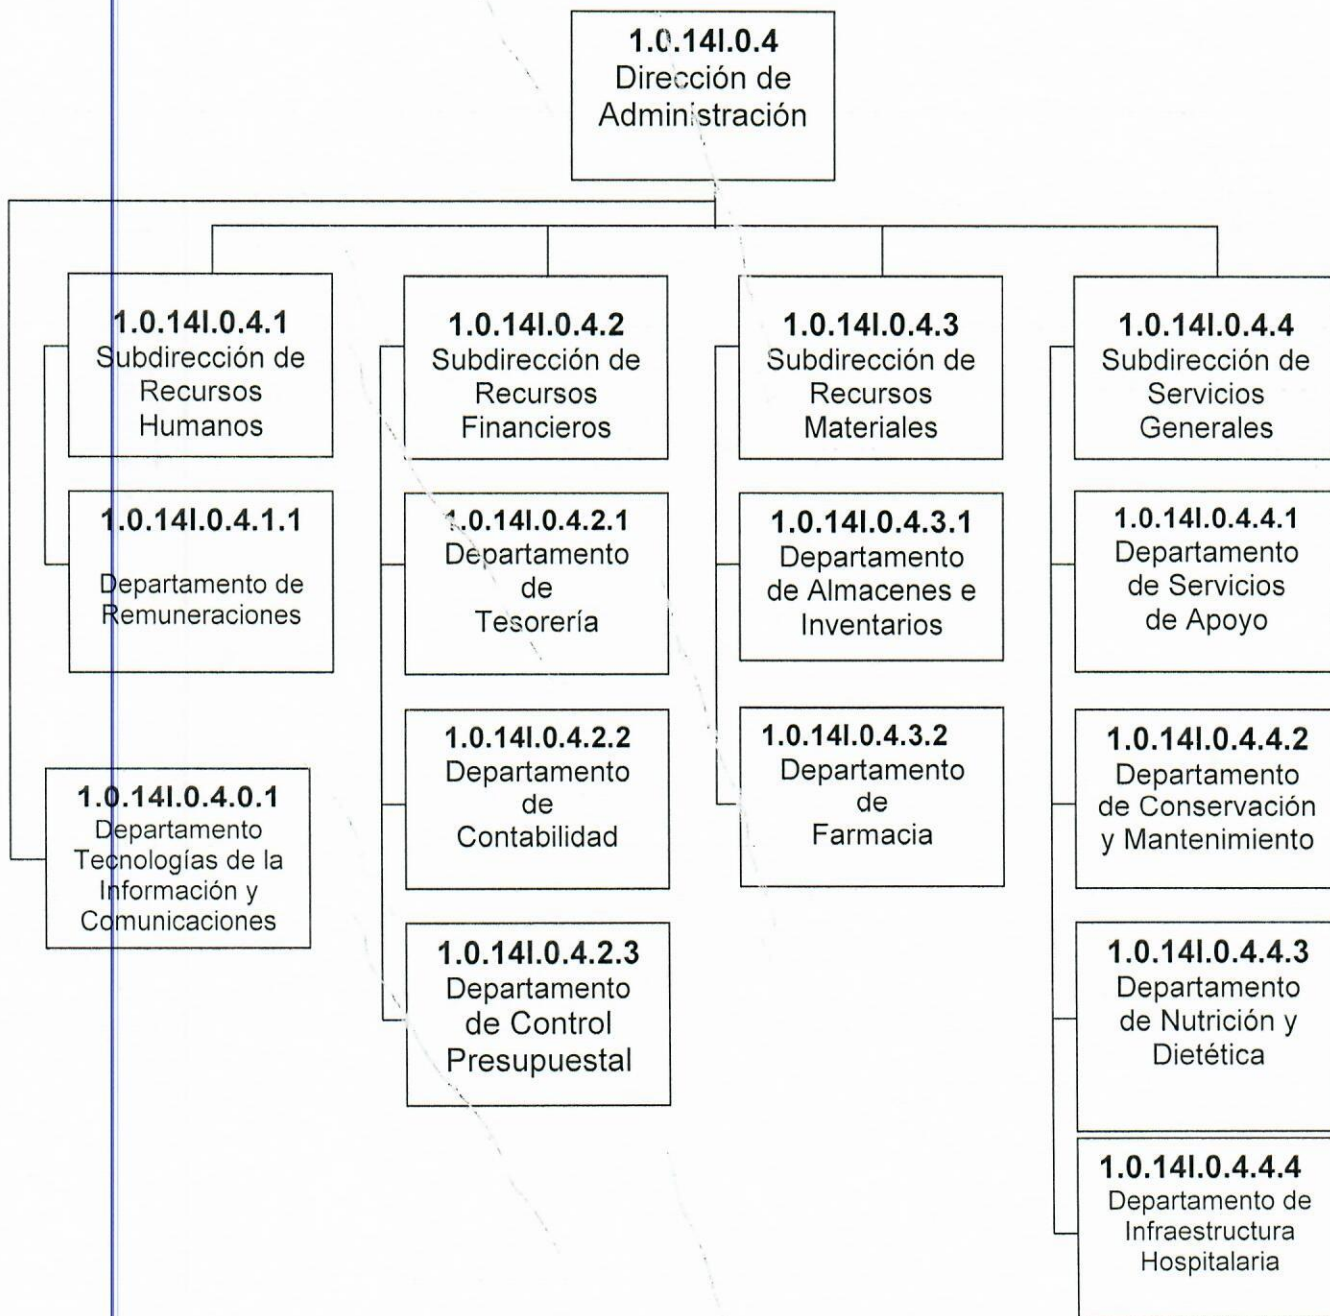 1.0.14I.0.4
Dirección de
Administración
1.0.14I.0.4.1
Subdirección de
Recursos
Humanos
1.0.14I.0.4.2
Subdirección de
Recursos
Financieros
1.0.14I.0.4.3
Subdirección de
Recursos
Materiales
1.0.14I.0.4.4
Subdirección de
Servicios
Generales
1.0.14I.0.4.1.1
Departamento de
Remuneraciones
1.0.14I.0.4.2.1
Departamento
de
Tesorería
1.0.14I.0.4.3.1
Departamento
de Almacenes e
Inventarios
1.0.14I.0.4.4.1
Departamento
de Servicios
de Apoyo
1.0.14I.0.4.0.1
Departamento
Tecnologías de la
Información y
Comunicaciones
1.0.14I.0.4.2.2
Departamento
de
Contabilidad
1.0.14I.0.4.3.2
Departamento
de
Farmacia
1.0.14I.0.4.4.2
Departamento
de Conservación
y Mantenimiento
1.0.14I.0.4.2.3
Departamento
de Control
Presupuestal
1.0.14I.0.4.4.3
Departamento
de Nutrición y
Dietética
1.0.14I.0.4.4.4
Departamento de
Infraestructura
Hospitalaria